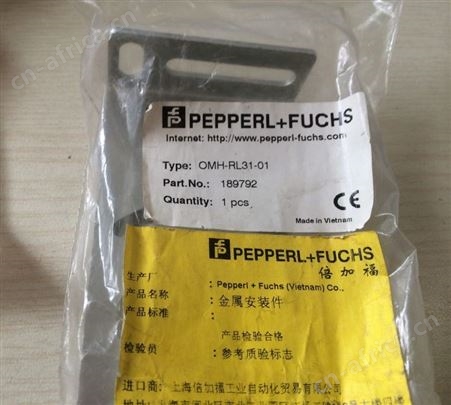 PEPPERL+FUCHS
Internet: http://www.pepperl-fuchs.com
Type: OMH-RL31-01
Part.No.: 189792
Quantity: 1 pcs
CE
Made in Vietnam
PEPPERL+FUCHS
倍加福
生产厂 : Pepperl + Fuchs (Vietnam) Co.,
产品名称 : 金属安装件
产品标准 :
产品检验合格
检验员 : 参考质验标志
进口商: 上海倍加福工业自动化贸易有限公司